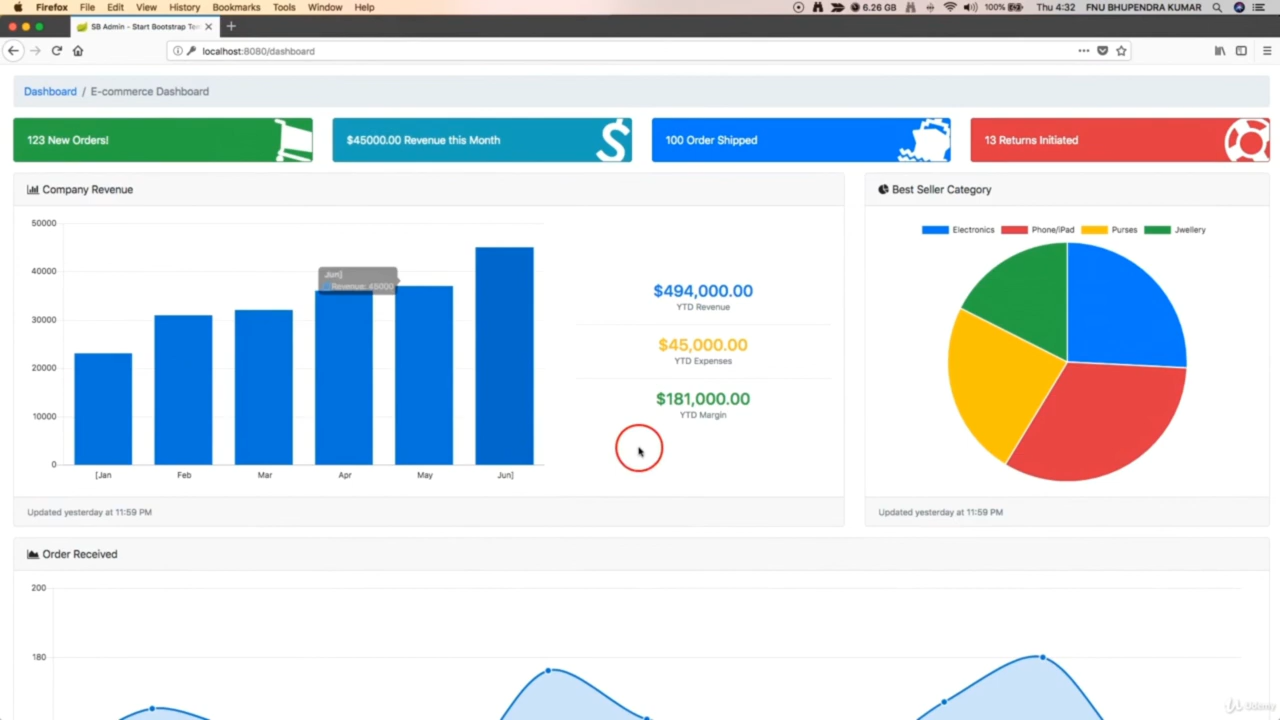 Firefox File Edit View History Bookmarks Tools Window Help 6.26 GB 100% Thu 4:32 FNU BHUPENDRA KUMAR
SB Admin - Start Bootstrap Tem
localhost:8080/dashboard
Dashboard / E-commerce Dashboard
123 New Orders!
$45000.00 Revenue this Month
100 Order Shipped
13 Returns Initiated
Company Revenue
50000
40000
30000
20000
10000
0
[Jan Feb Mar Apr May Jun]
Jun]
Revenue: 45000
$494,000.00
YTD Revenue
$45,000.00
YTD Expenses
$181,000.00
YTD Margin
Updated yesterday at 11:59 PM
Best Seller Category
Electronics Phone/iPad Purses Jwellery
Updated yesterday at 11:59 PM
Order Received
200
180
Udemy